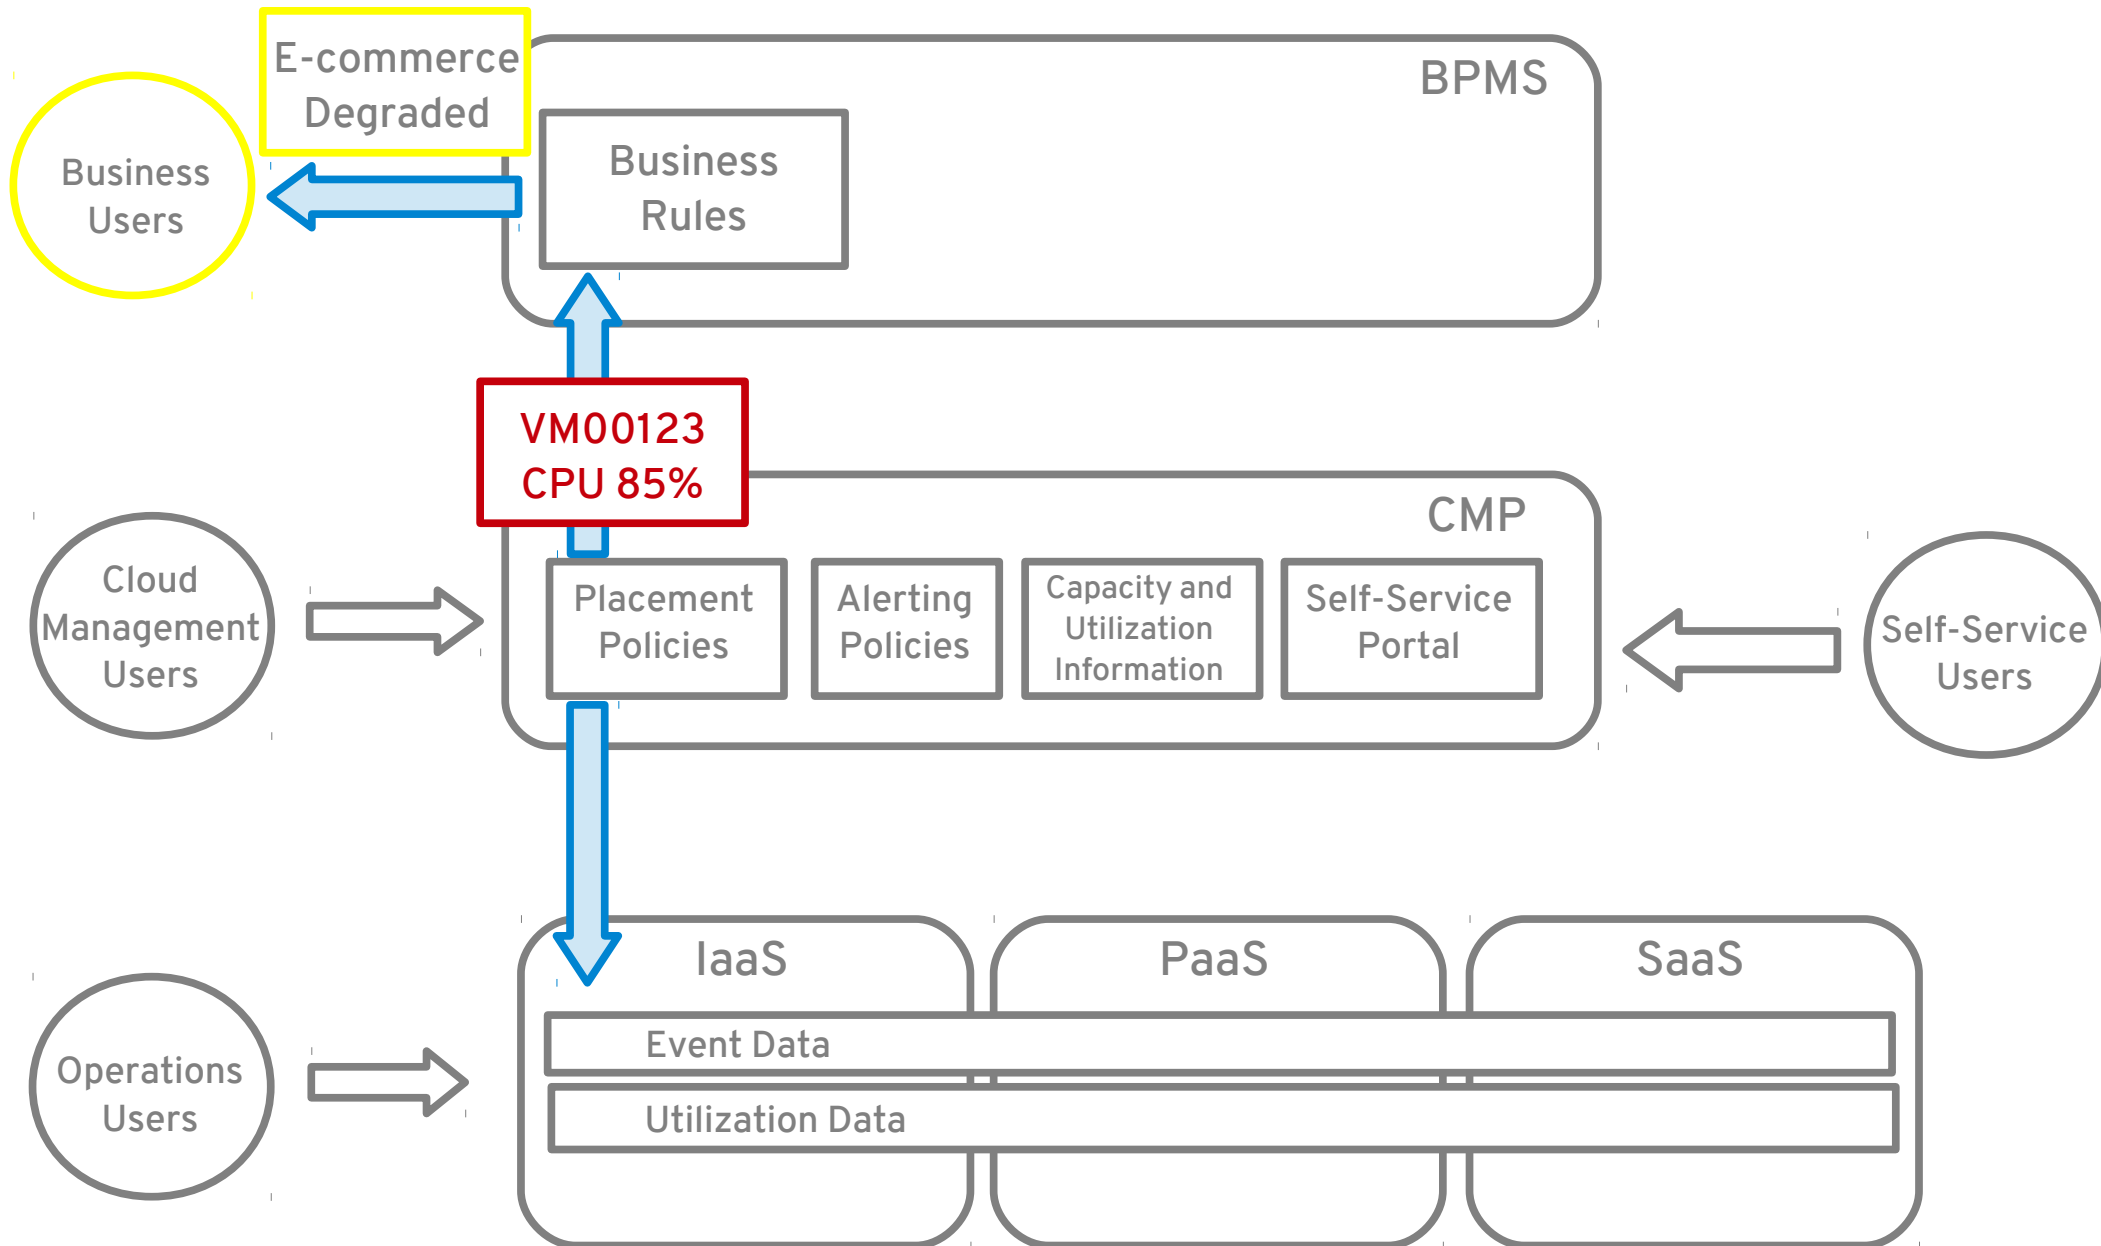 E-commerce
Degraded
BPMS
Business
Users
Business
Rules
VM00123
CPU 85%
CMP
Cloud
Management
Users
Placement
Policies
Alerting
Policies
Capacity and
Utilization
Information
Self-Service
Portal
Self-Service
Users
IaaS
PaaS
SaaS
Operations
Users
Event Data
Utilization Data